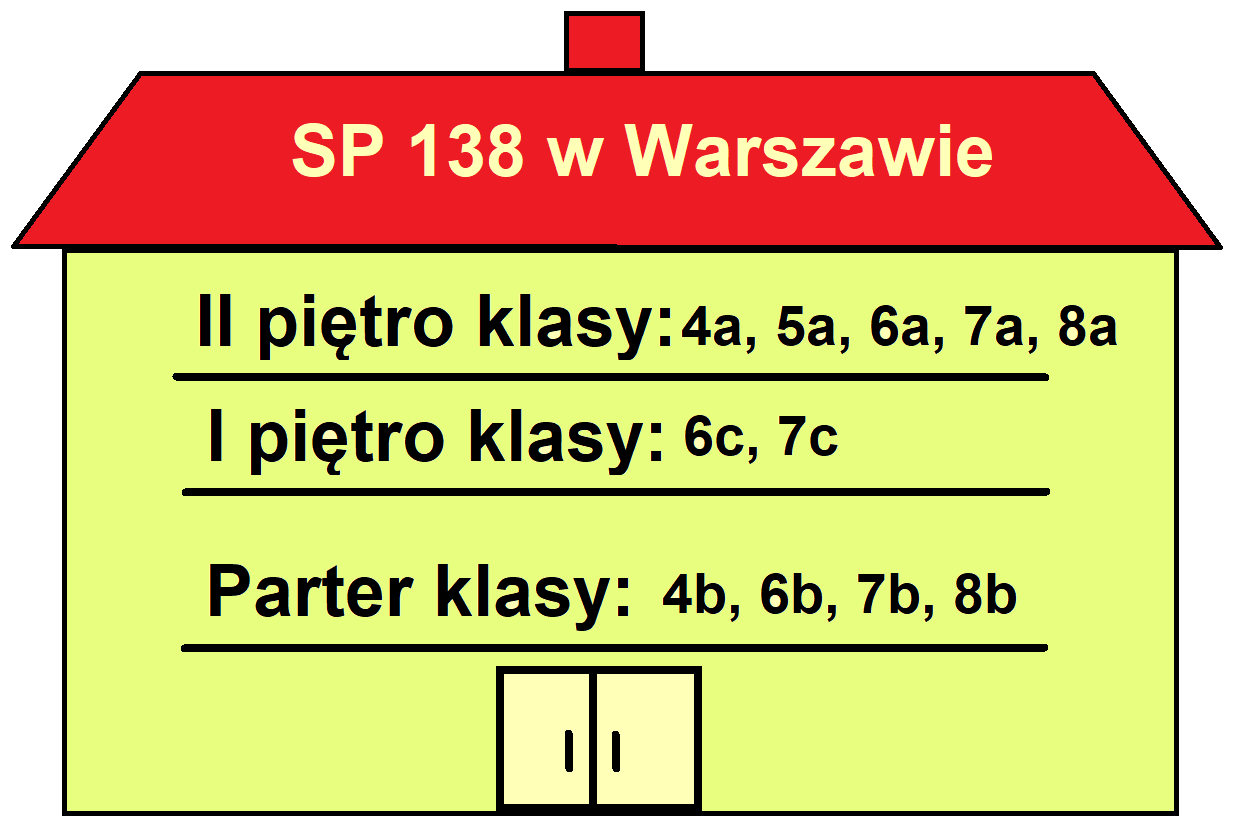 SP 138 w Warszawie
II piętro klasy: 4a, 5a, 6a, 7a, 8a
I piętro klasy: 6c, 7c
Parter klasy: 4b, 6b, 7b, 8b